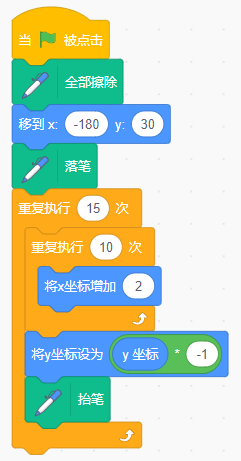 当 被点击
全部擦除
移到 x: -180 y: 30
落笔
重复执行 15 次
重复执行 10 次
将x坐标增加 2
将y坐标设为 y 坐标 * -1
抬笔